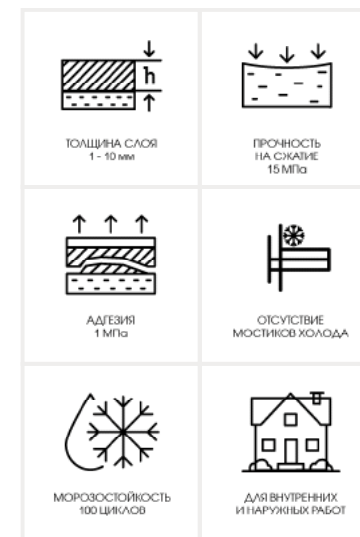 h
ТОЛЩИНА СЛОЯ
1 - 10 мм
ПРОЧНОСТЬ
НА СЖАТИЕ
15 МПа
АДГЕЗИЯ
1 МПа
ОТСУТСТВИЕ
МОСТИКОВ ХОЛОДА
МОРОЗОСТОЙКОСТЬ
100 ЦИКЛОВ
ДЛЯ ВНУТРЕННИХ
И НАРУЖНЫХ РАБОТ